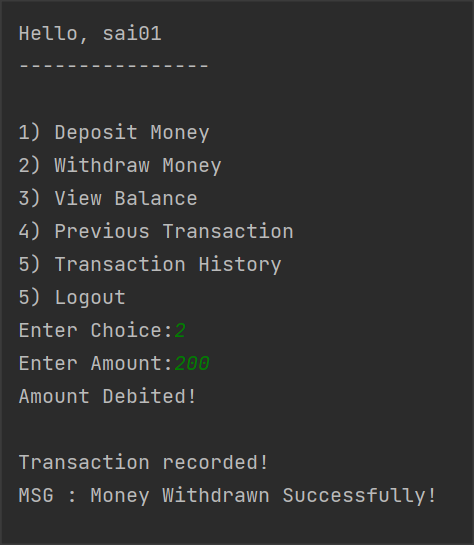 Hello, sai01
----------------
1) Deposit Money
2) Withdraw Money
3) View Balance
4) Previous Transaction
5) Transaction History
5) Logout
Enter Choice:2
Enter Amount:200
Amount Debited!
Transaction recorded!
MSG : Money Withdrawn Successfully!